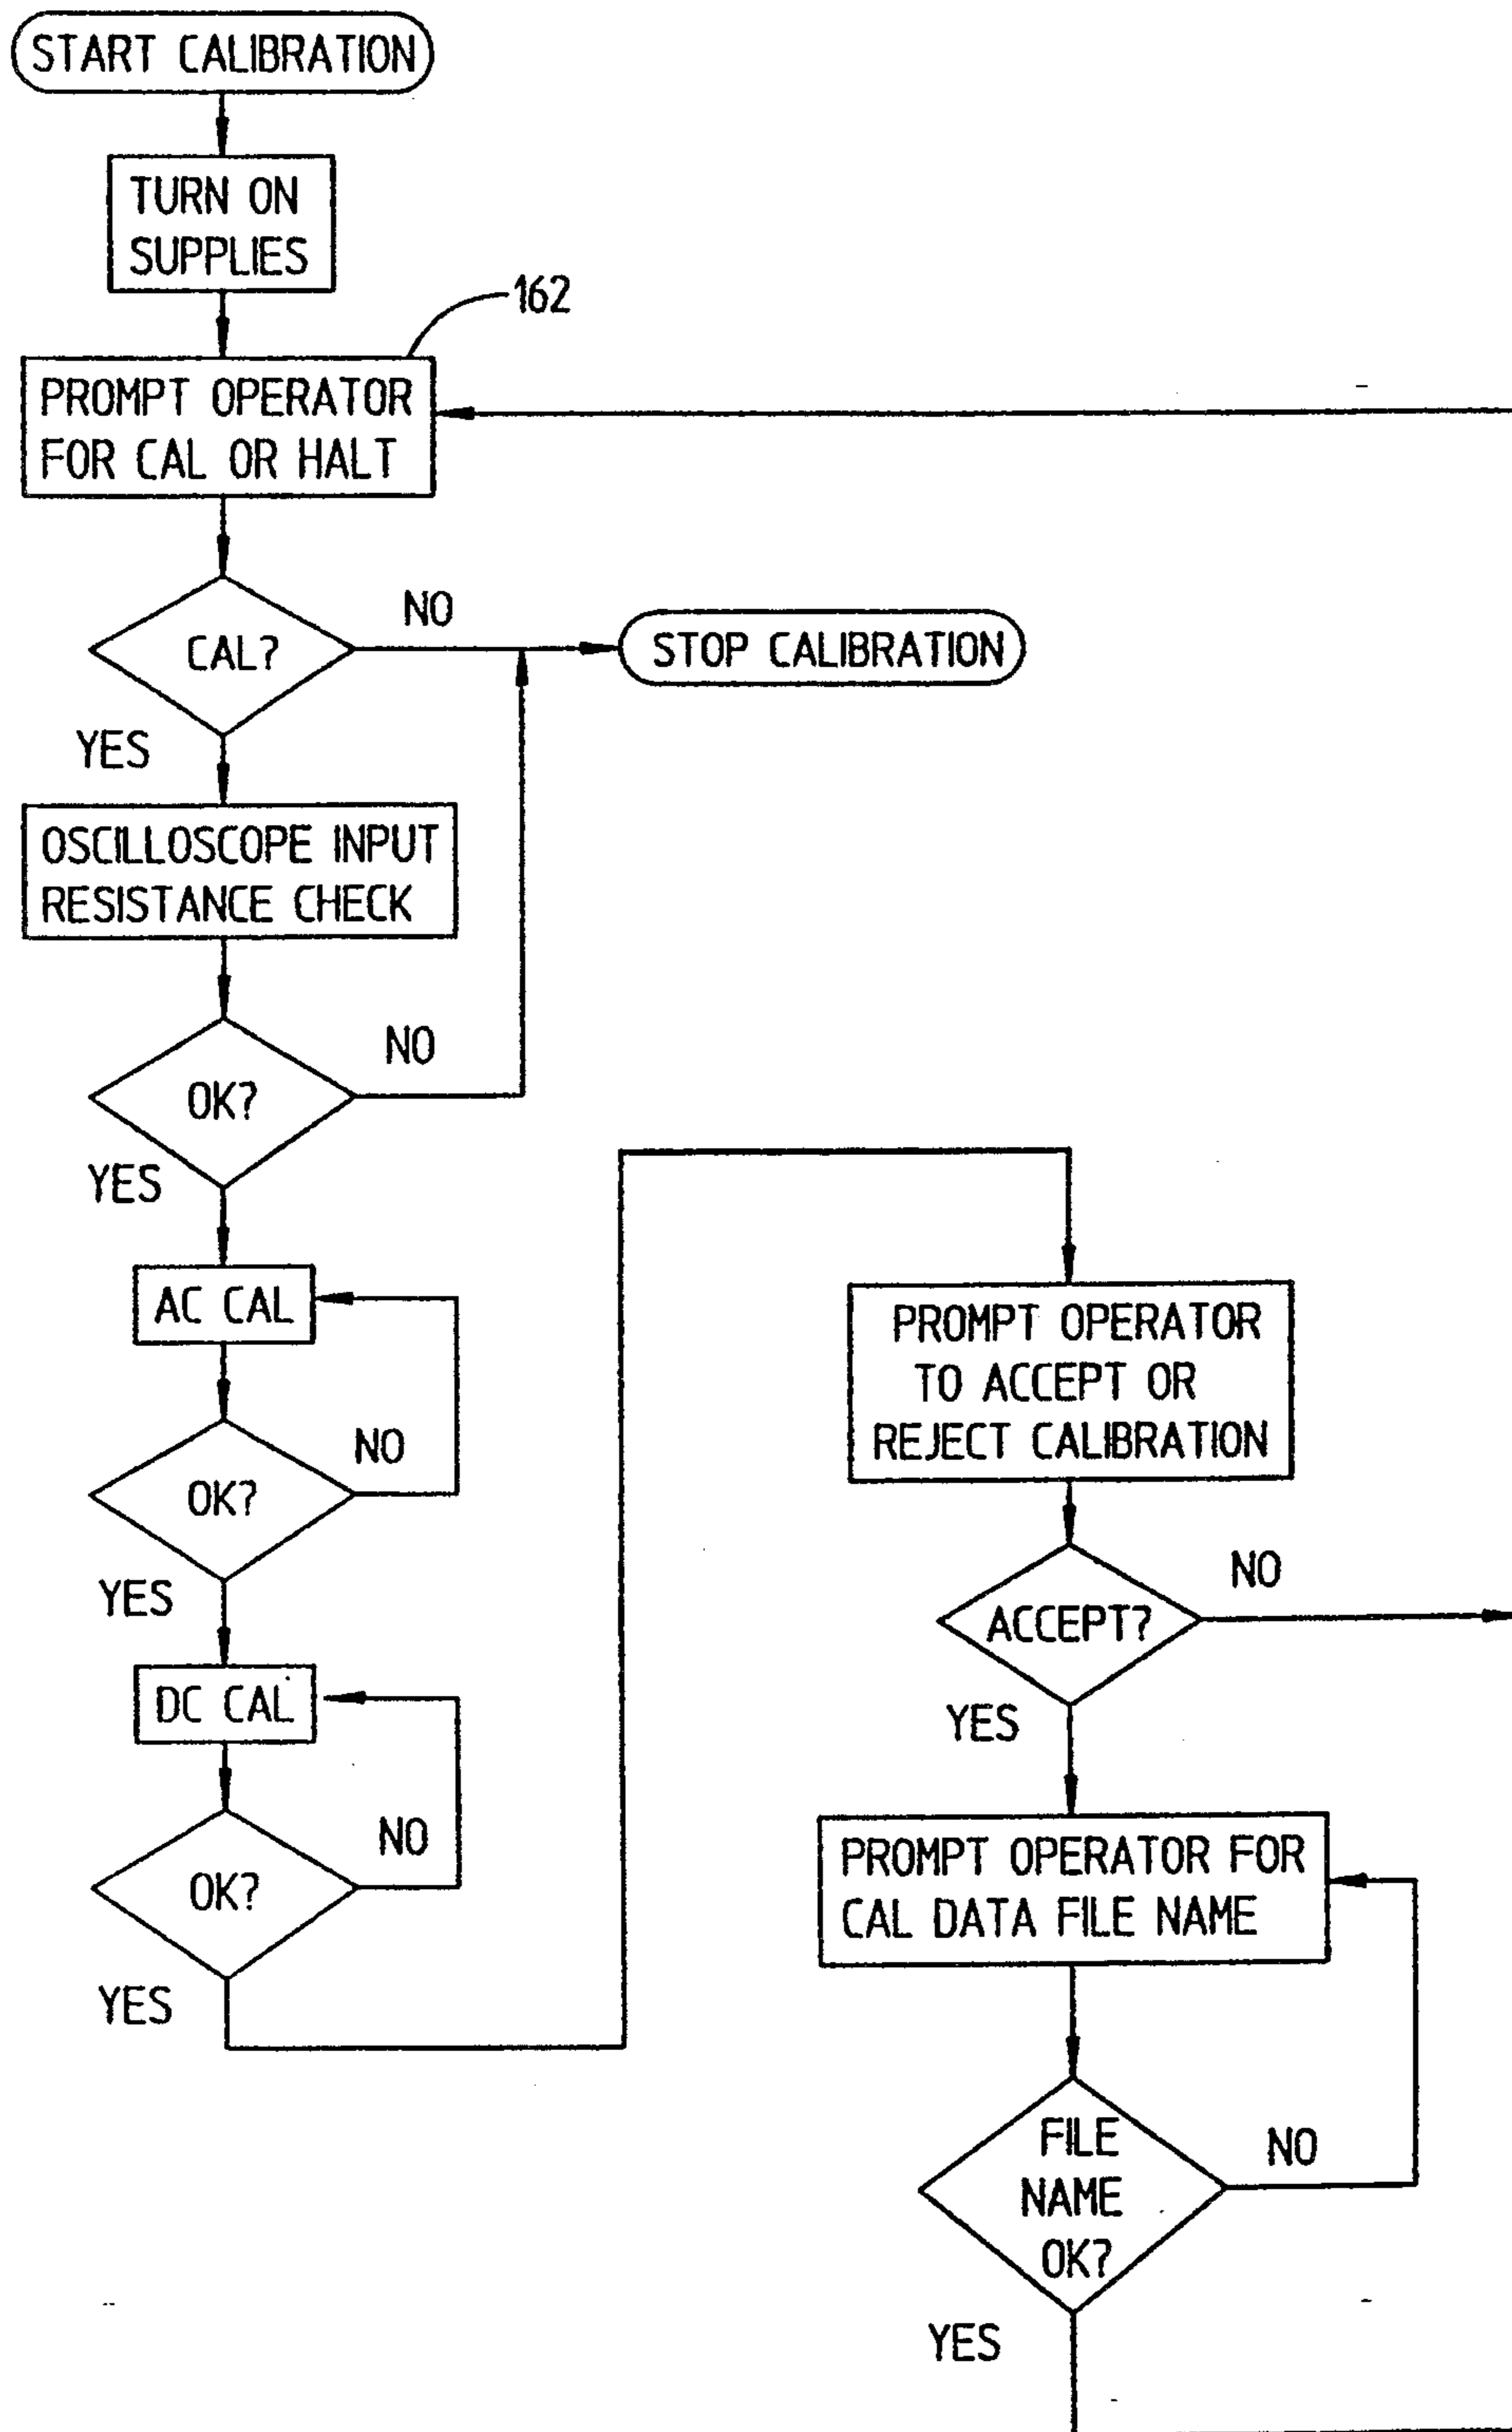 START CALIBRATION
TURN ON
SUPPLIES
162
PROMPT OPERATOR
FOR CAL OR HALT
CAL?
NO
STOP CALIBRATION
YES
OSCILLOSCOPE INPUT
RESISTANCE CHECK
OK?
NO
YES
AC CAL
OK?
NO
YES
DC CAL
OK?
NO
YES
PROMPT OPERATOR
TO ACCEPT OR
REJECT CALIBRATION
ACCEPT?
NO
YES
PROMPT OPERATOR FOR
CAL DATA FILE NAME
FILE
NAME
OK?
NO
YES